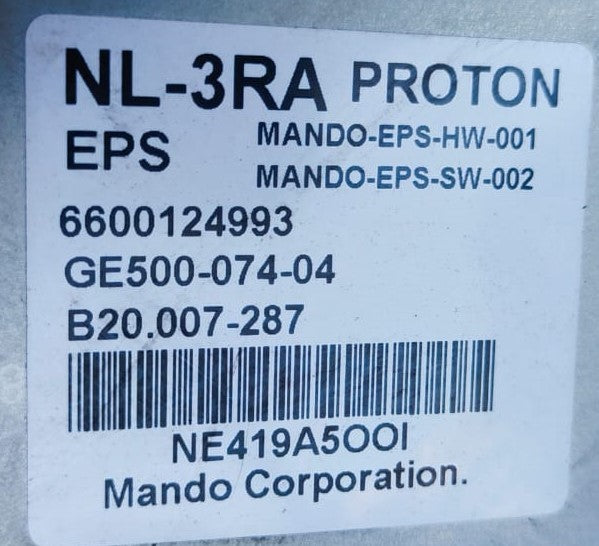 NL-3RA PROTON
EPS MANDO-EPS-HW-001
MANDO-EPS-SW-002
6600124993
GE500-074-04
B20.007-287
NE419A5OOI
Mando Corporation.